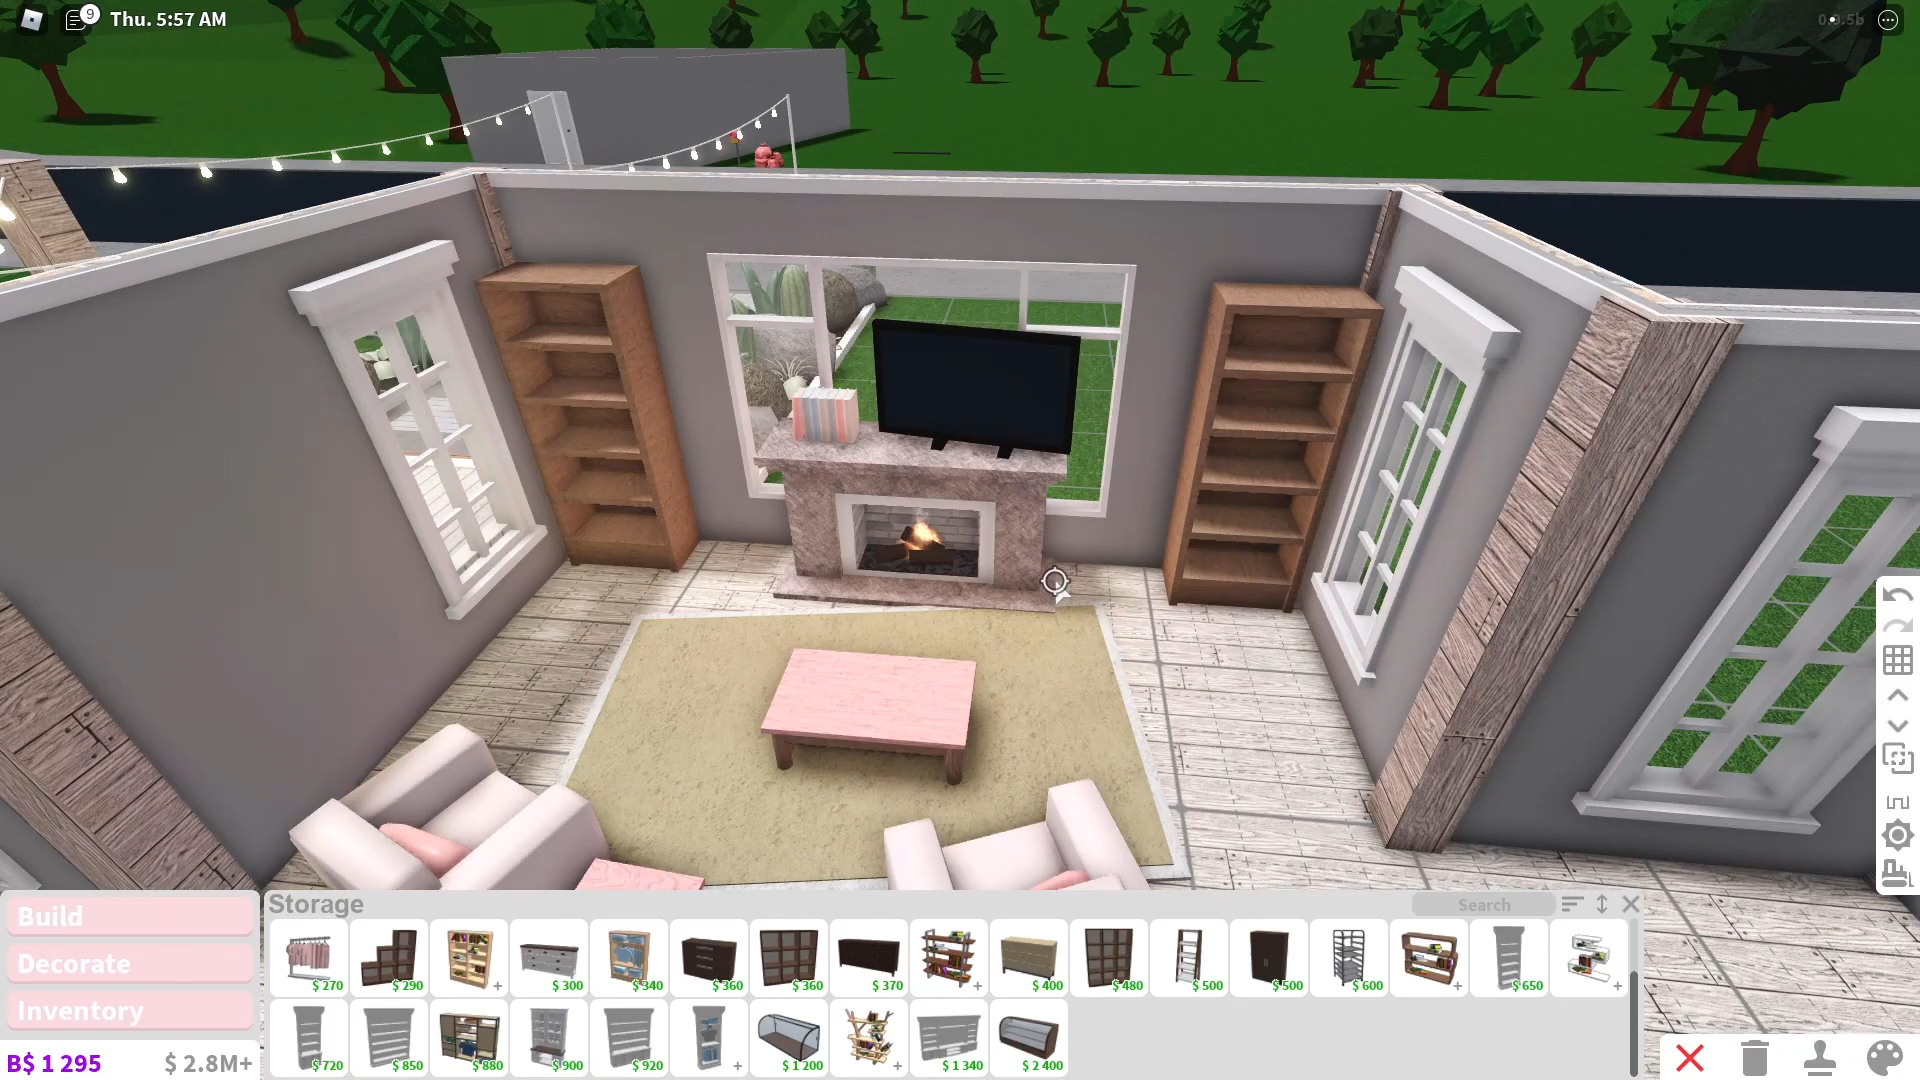 9 Thu. 5:57 AM
Build
Decorate
Inventory
B$ 1 295 $ 2.8M+
Storage
Search
$ 270 $ 290 + $ 300 $ 340 $ 360 $ 360 $ 370 + $ 400 $ 480 $ 500 $ 500 $ 600 + $ 650 +
$ 720 $ 850 $ 880 $ 900 $ 920 + $ 1 200 + $ 1 340 $ 2 400